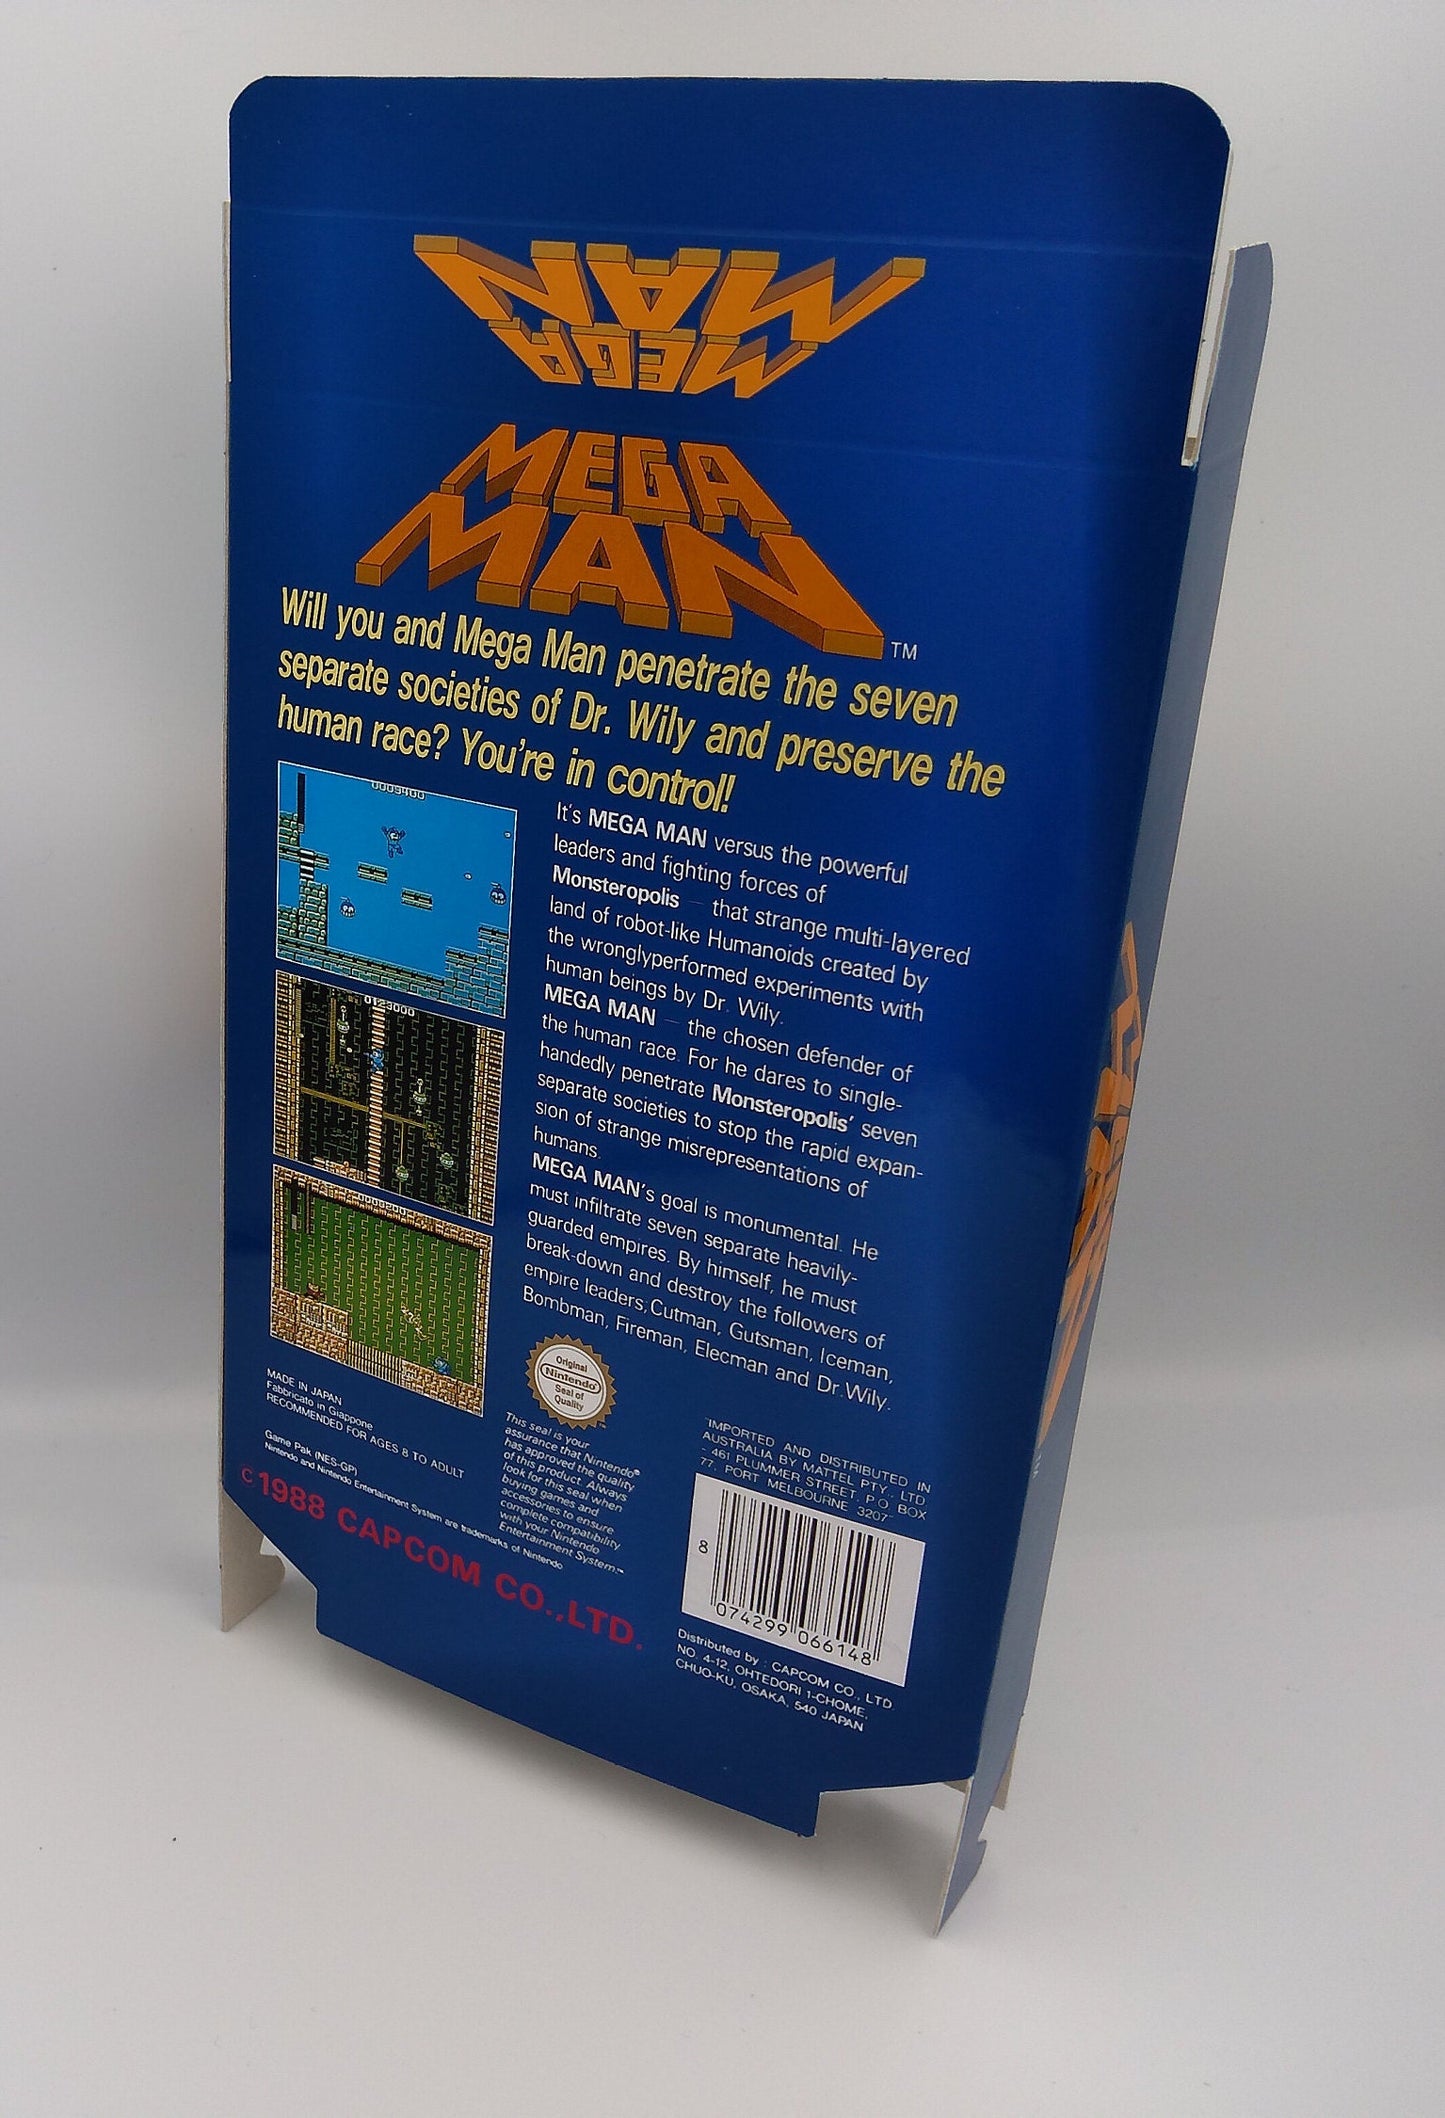 MEGA
MAN
MEGA
MAN
TM
Will you and Mega Man penetrate the seven
separate societies of Dr. Wily and preserve the
human race? You're in control!
0009400
0123000
0000200
It's MEGA MAN versus the powerful
leaders and fighting forces of
Monsteropolis — that strange multi-layered
land of robot-like Humanoids created by
the wronglyperformed experiments with
human beings by Dr. Wily.
MEGA MAN — the chosen defender of
the human race. For he dares to single-
handedly penetrate Monsteropolis' seven
separate societies to stop the rapid expan-
sion of strange misrepresentations of
humans.
MEGA MAN's goal is monumental. He
must infiltrate seven separate heavily-
guarded empires. By himself, he must
break-down and destroy the followers of
empire leaders, Cutman, Gutsman, Iceman,
Bombman, Fireman, Elecman and Dr.Wily.
MADE IN JAPAN
Fabbricato in Giappone
RECOMMENDED FOR AGES 8 TO ADULT
Game Pak (NES-GP)
Nintendo and Nintendo Entertainment System are trademarks of Nintendo
© 1988 CAPCOM CO.,LTD.
Original
Nintendo
Seal of
Quality
This seal is your
assurance that Nintendo®
has approved the quality
of this product. Always
look for this seal when
buying games and
accessories to ensure
complete compatibility
with your Nintendo
Entertainment System.™
"IMPORTED AND DISTRIBUTED IN
AUSTRALIA BY MATTEL PTY., LTD.
- 461 PLUMMER STREET, P.O. BOX
77, PORT MELBOURNE 3207"
8 074299 066148
Distributed by : CAPCOM CO., LTD.
NO. 4-12, OHTEDORI 1-CHOME,
CHUO-KU, OSAKA, 540 JAPAN